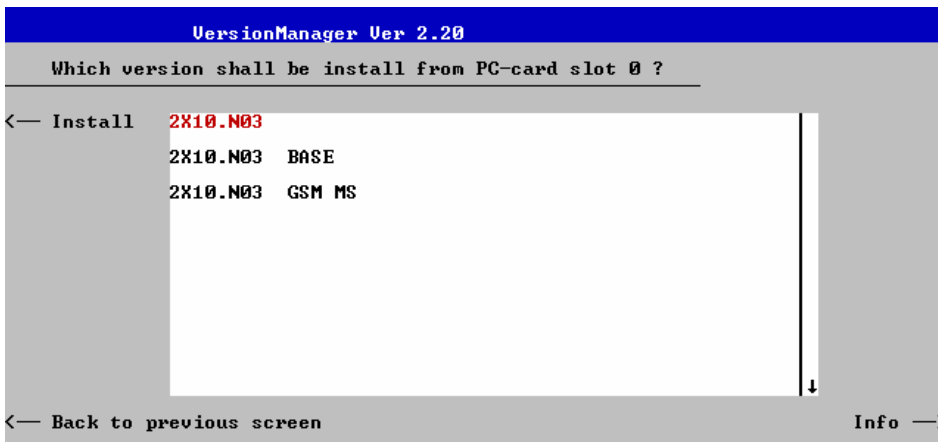 VersionManager Ver 2.20
Which version shall be install from PC-card slot 0 ?
<— Install 2X10.N03
2X10.N03 BASE
2X10.N03 GSM MS
↓
<— Back to previous screen Info —